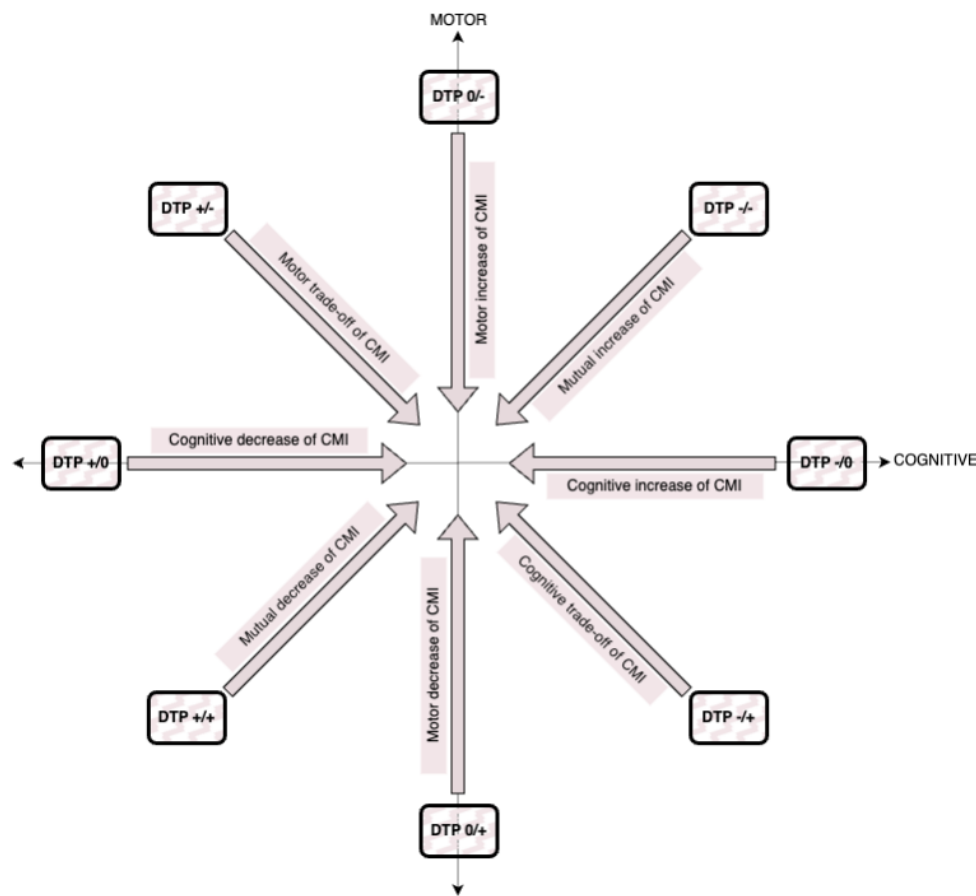 MOTOR
DTP 0/-
DTP +/-
DTP -/-
Motor trade-off of CMI
Motor increase of CMI
Mutual increase of CMI
Cognitive decrease of CMI
DTP +/0
DTP -/0
COGNITIVE
Cognitive increase of CMI
Mutual decrease of CMI
Motor decrease of CMI
Cognitive trade-off of CMI
DTP +/+
DTP -/+
DTP 0/+